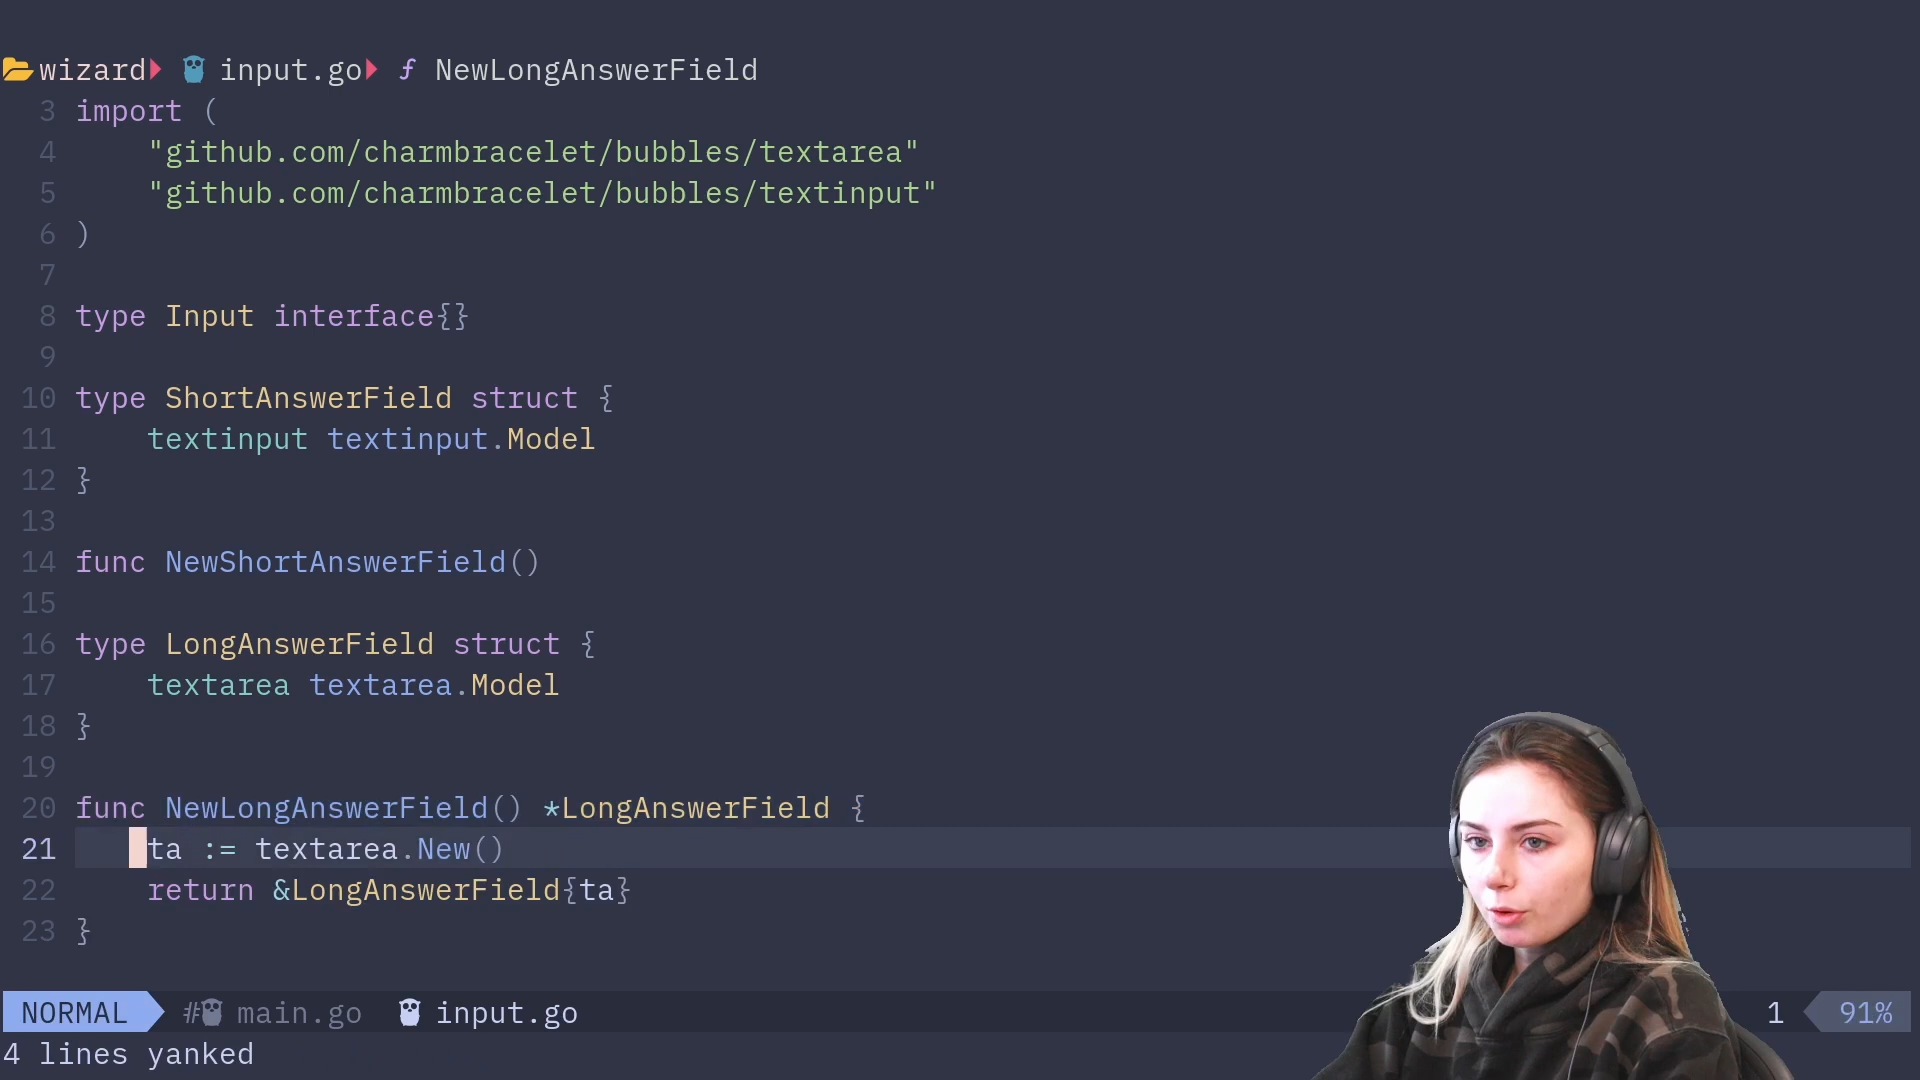 wizard input.go NewLongAnswerField
3 import (
4 "github.com/charmbracelet/bubbles/textarea"
5 "github.com/charmbracelet/bubbles/textinput"
6 )
7
8 type Input interface{}
9
10 type ShortAnswerField struct {
11 textinput textinput.Model
12 }
13
14 func NewShortAnswerField()
15
16 type LongAnswerField struct {
17 textarea textarea.Model
18 }
19
20 func NewLongAnswerField() *LongAnswerField {
21 ta := textarea.New()
22 return &LongAnswerField{ta}
23 }
NORMAL # main.go input.go 1 91%
4 lines yanked